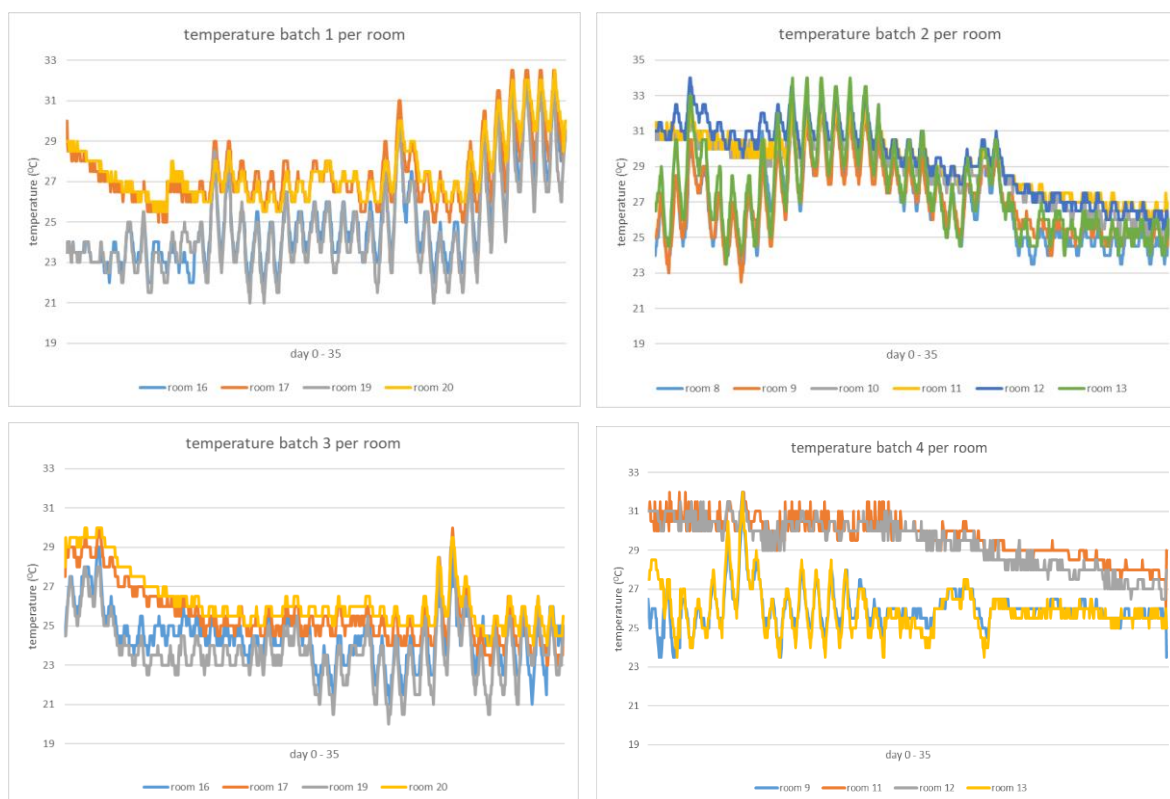 temperature batch 1 per room
33
31
29
27
25
23
21
19
temperature (⁰C)
day 0 - 35
room 16 room 17 room 19 room 20
temperature batch 2 per room
35
33
31
29
27
25
23
21
19
temperature (⁰C)
day 0 - 35
room 8 room 9 room 10 room 11 room 12 room 13
temperature batch 3 per room
33
31
29
27
25
23
21
19
temperature (⁰C)
day 0 - 35
room 16 room 17 room 19 room 20
temperature batch 4 per room
33
31
29
27
25
23
21
19
temperature (⁰C)
day 0 - 35
room 9 room 11 room 12 room 13